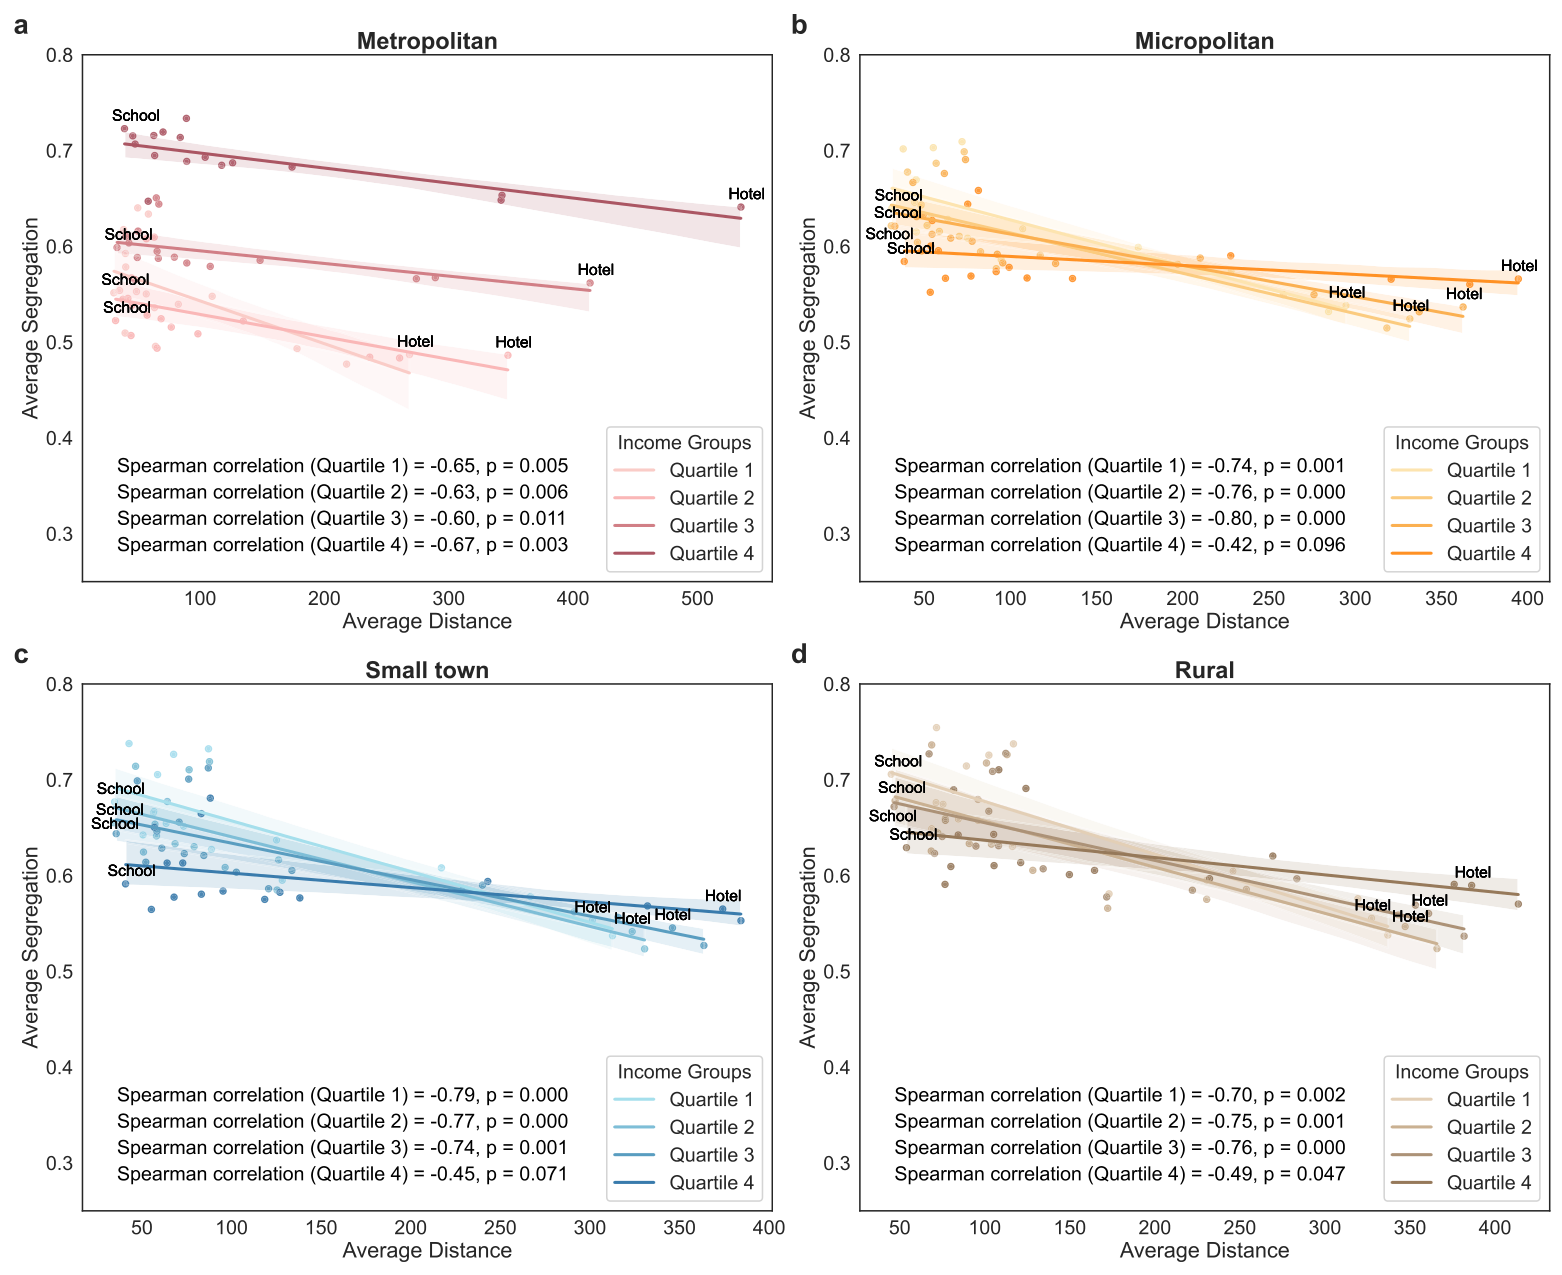 a
Metropolitan
0.8
0.7
0.6
0.5
0.4
0.3
Average Segregation
School
Hotel
School
Hotel
School
School
Hotel
Hotel
Spearman correlation (Quartile 1) = -0.65, p = 0.005
Spearman correlation (Quartile 2) = -0.63, p = 0.006
Spearman correlation (Quartile 3) = -0.60, p = 0.011
Spearman correlation (Quartile 4) = -0.67, p = 0.003
Income Groups
Quartile 1
Quartile 2
Quartile 3
Quartile 4
100 200 300 400 500
Average Distance
b
Micropolitan
0.8
0.7
0.6
0.5
0.4
0.3
Average Segregation
School
School
School
School
Hotel
Hotel
Hotel
Hotel
Spearman correlation (Quartile 1) = -0.74, p = 0.001
Spearman correlation (Quartile 2) = -0.76, p = 0.000
Spearman correlation (Quartile 3) = -0.80, p = 0.000
Spearman correlation (Quartile 4) = -0.42, p = 0.096
Income Groups
Quartile 1
Quartile 2
Quartile 3
Quartile 4
50 100 150 200 250 300 350 400
Average Distance
c
Small town
0.8
0.7
0.6
0.5
0.4
0.3
Average Segregation
School
School
School
School
Hotel
Hotel
Hotel
Hotel
Spearman correlation (Quartile 1) = -0.79, p = 0.000
Spearman correlation (Quartile 2) = -0.77, p = 0.000
Spearman correlation (Quartile 3) = -0.74, p = 0.001
Spearman correlation (Quartile 4) = -0.45, p = 0.071
Income Groups
Quartile 1
Quartile 2
Quartile 3
Quartile 4
50 100 150 200 250 300 350 400
Average Distance
d
Rural
0.8
0.7
0.6
0.5
0.4
0.3
Average Segregation
School
School
School
School
Hotel
Hotel
Hotel
Hotel
Spearman correlation (Quartile 1) = -0.70, p = 0.002
Spearman correlation (Quartile 2) = -0.75, p = 0.001
Spearman correlation (Quartile 3) = -0.76, p = 0.000
Spearman correlation (Quartile 4) = -0.49, p = 0.047
Income Groups
Quartile 1
Quartile 2
Quartile 3
Quartile 4
50 100 150 200 250 300 350 400
Average Distance